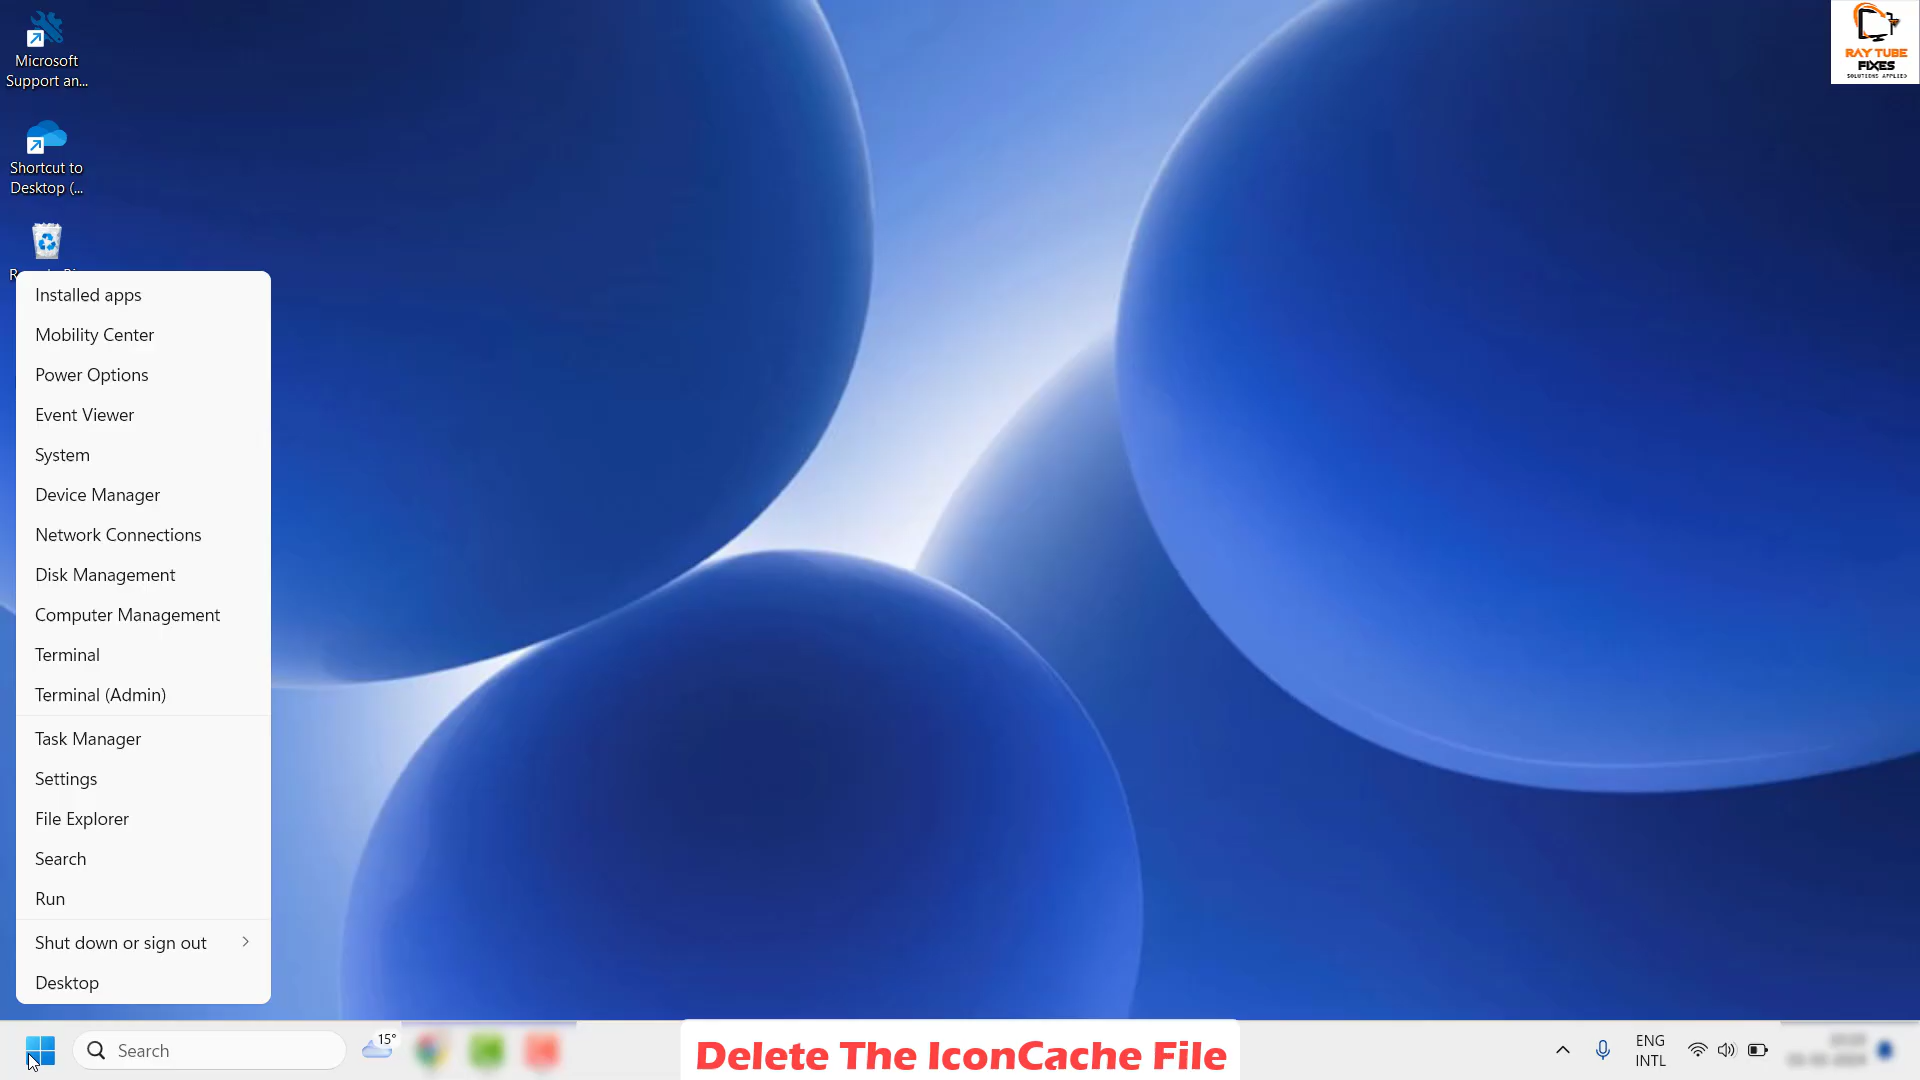 Microsoft
Support an...
Shortcut to
Desktop (...
RAY TUBE
FIXES
SOLUTIONS APPLIED
Installed apps
Mobility Center
Power Options
Event Viewer
System
Device Manager
Network Connections
Disk Management
Computer Management
Terminal
Terminal (Admin)
Task Manager
Settings
File Explorer
Search
Run
Shut down or sign out
Desktop
Search
15°
Delete The IconCache File
ENG
INTL